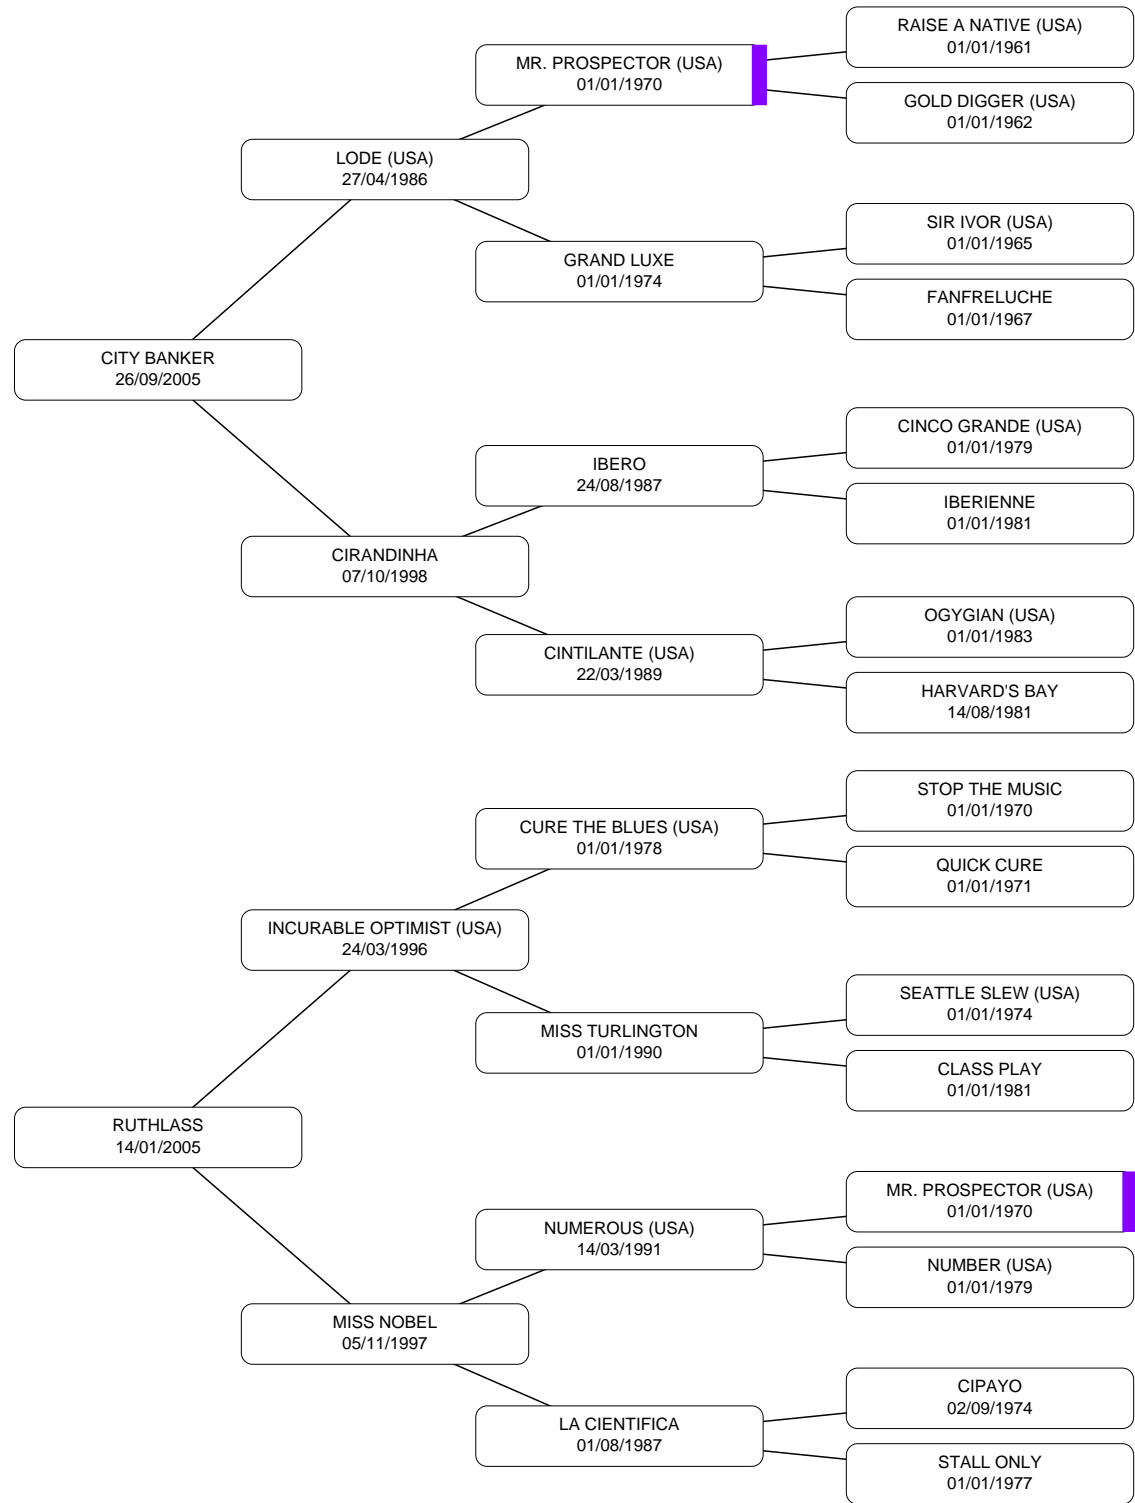 RAISE A NATIVE (USA)
01/01/1961
MR. PROSPECTOR (USA)
01/01/1970
GOLD DIGGER (USA)
01/01/1962
LODE (USA)
27/04/1986
SIR IVOR (USA)
01/01/1965
GRAND LUXE
01/01/1974
FANFRELUCHE
01/01/1967
CITY BANKER
26/09/2005
CINCO GRANDE (USA)
01/01/1979
IBERO
24/08/1987
IBERIENNE
01/01/1981
CIRANDINHA
07/10/1998
OGYGIAN (USA)
01/01/1983
CINTILANTE (USA)
22/03/1989
HARVARD'S BAY
14/08/1981
STOP THE MUSIC
01/01/1970
CURE THE BLUES (USA)
01/01/1978
QUICK CURE
01/01/1971
INCURABLE OPTIMIST (USA)
24/03/1996
SEATTLE SLEW (USA)
01/01/1974
MISS TURLINGTON
01/01/1990
CLASS PLAY
01/01/1981
RUTHLASS
14/01/2005
MR. PROSPECTOR (USA)
01/01/1970
NUMEROUS (USA)
14/03/1991
NUMBER (USA)
01/01/1979
MISS NOBEL
05/11/1997
CIPAYO
02/09/1974
LA CIENTIFICA
01/08/1987
STALL ONLY
01/01/1977